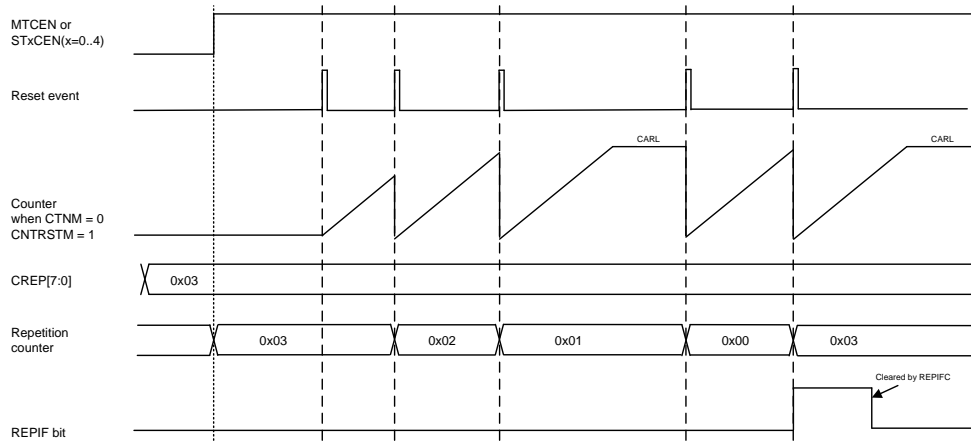 MTCEN or
STxCEN(x=0..4)
Reset event
CARL CARL
Counter
when CTNM = 0
CNTRSTM = 1
CREP[7:0] 0x03
Repetition
counter
0x03 0x02 0x01 0x00 0x03
Cleared by REPIFC
REPIF bit